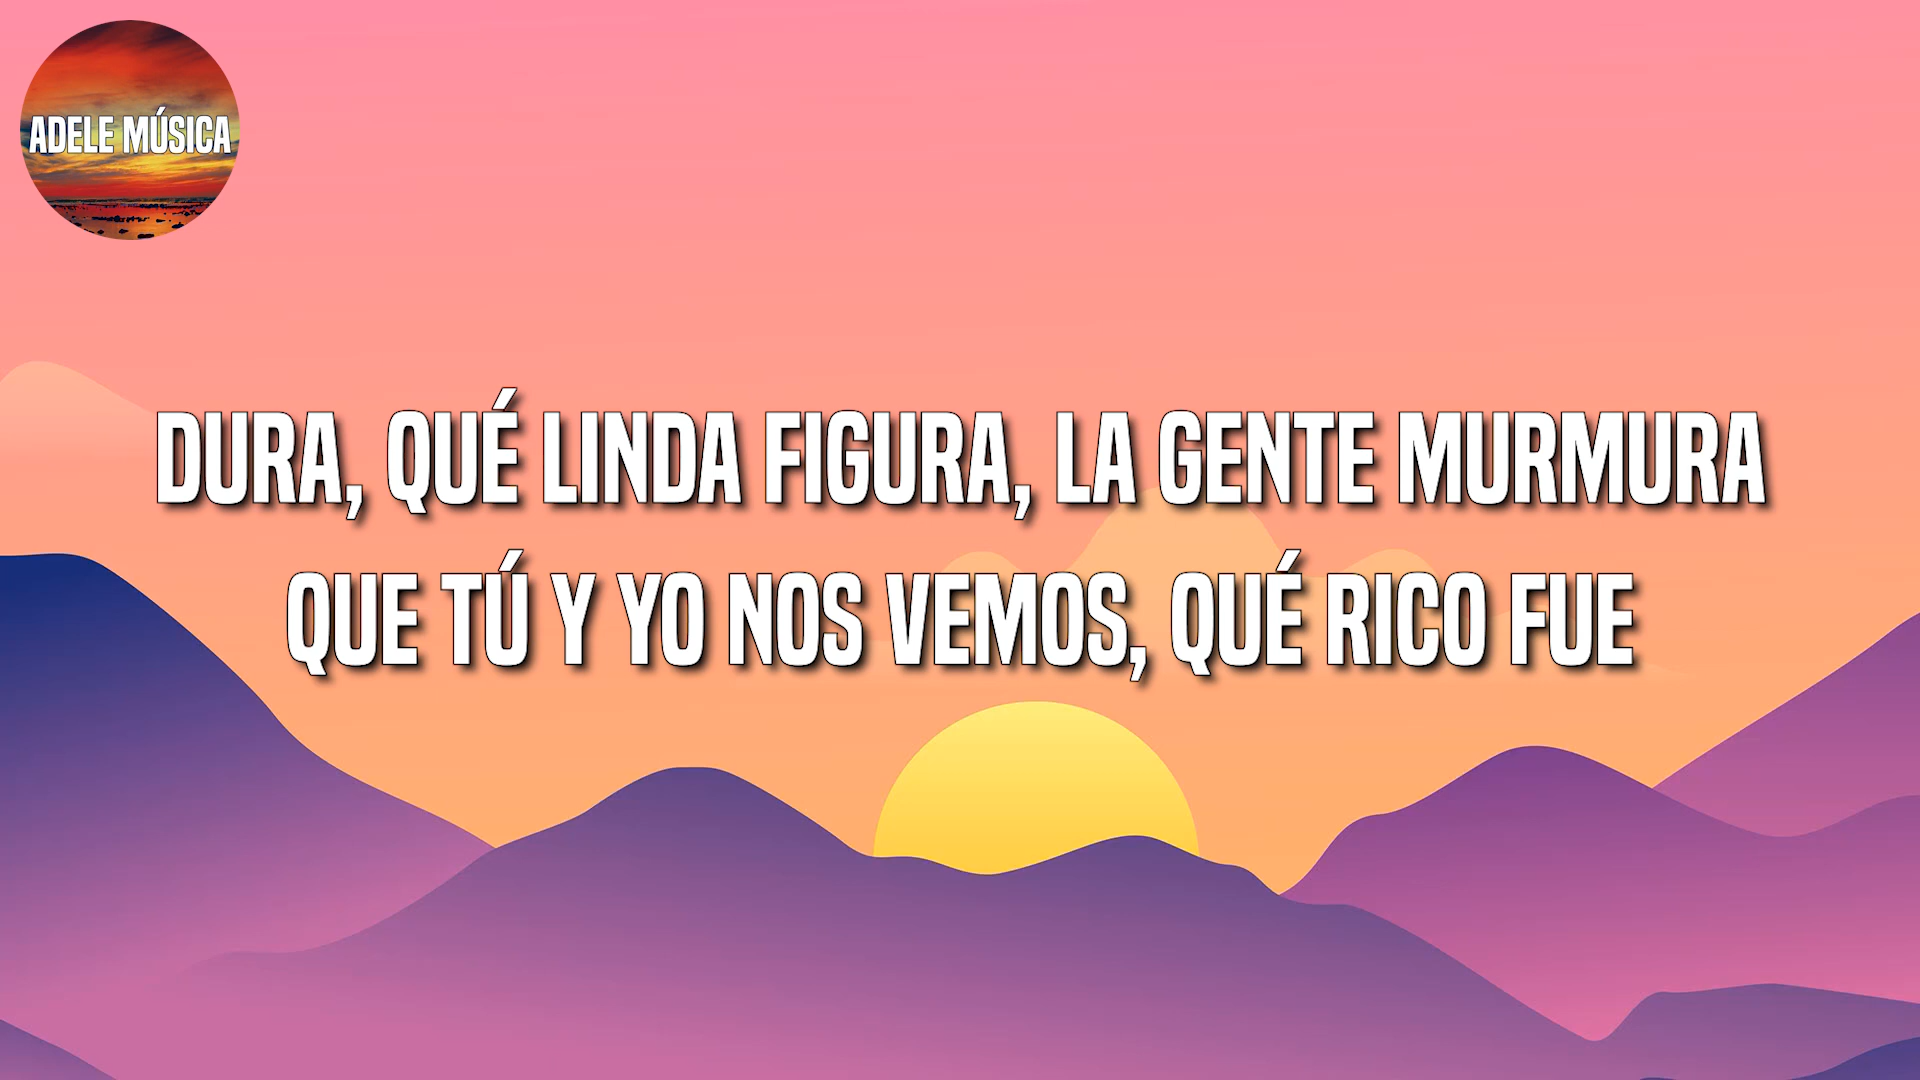 ADELE MÚSICA
DURA, QUÉ LINDA FIGURA, LA GENTE MURMURA
QUE TÚ Y YO NOS VEMOS, QUÉ RICO FUE